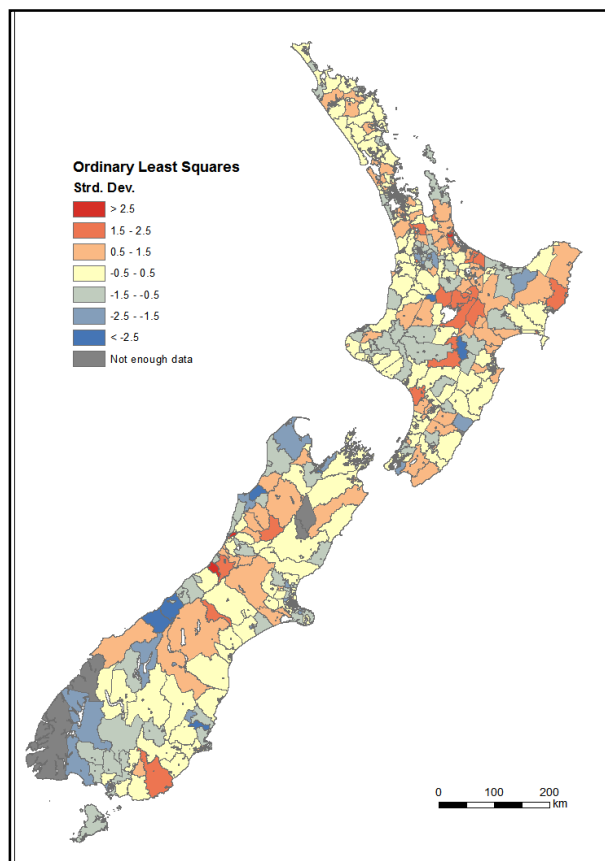 Ordinary Least Squares
Strd. Dev.
> 2.5
1.5 - 2.5
0.5 - 1.5
-0.5 - 0.5
-1.5 - -0.5
-2.5 - -1.5
< -2.5
Not enough data
0 100 200
km